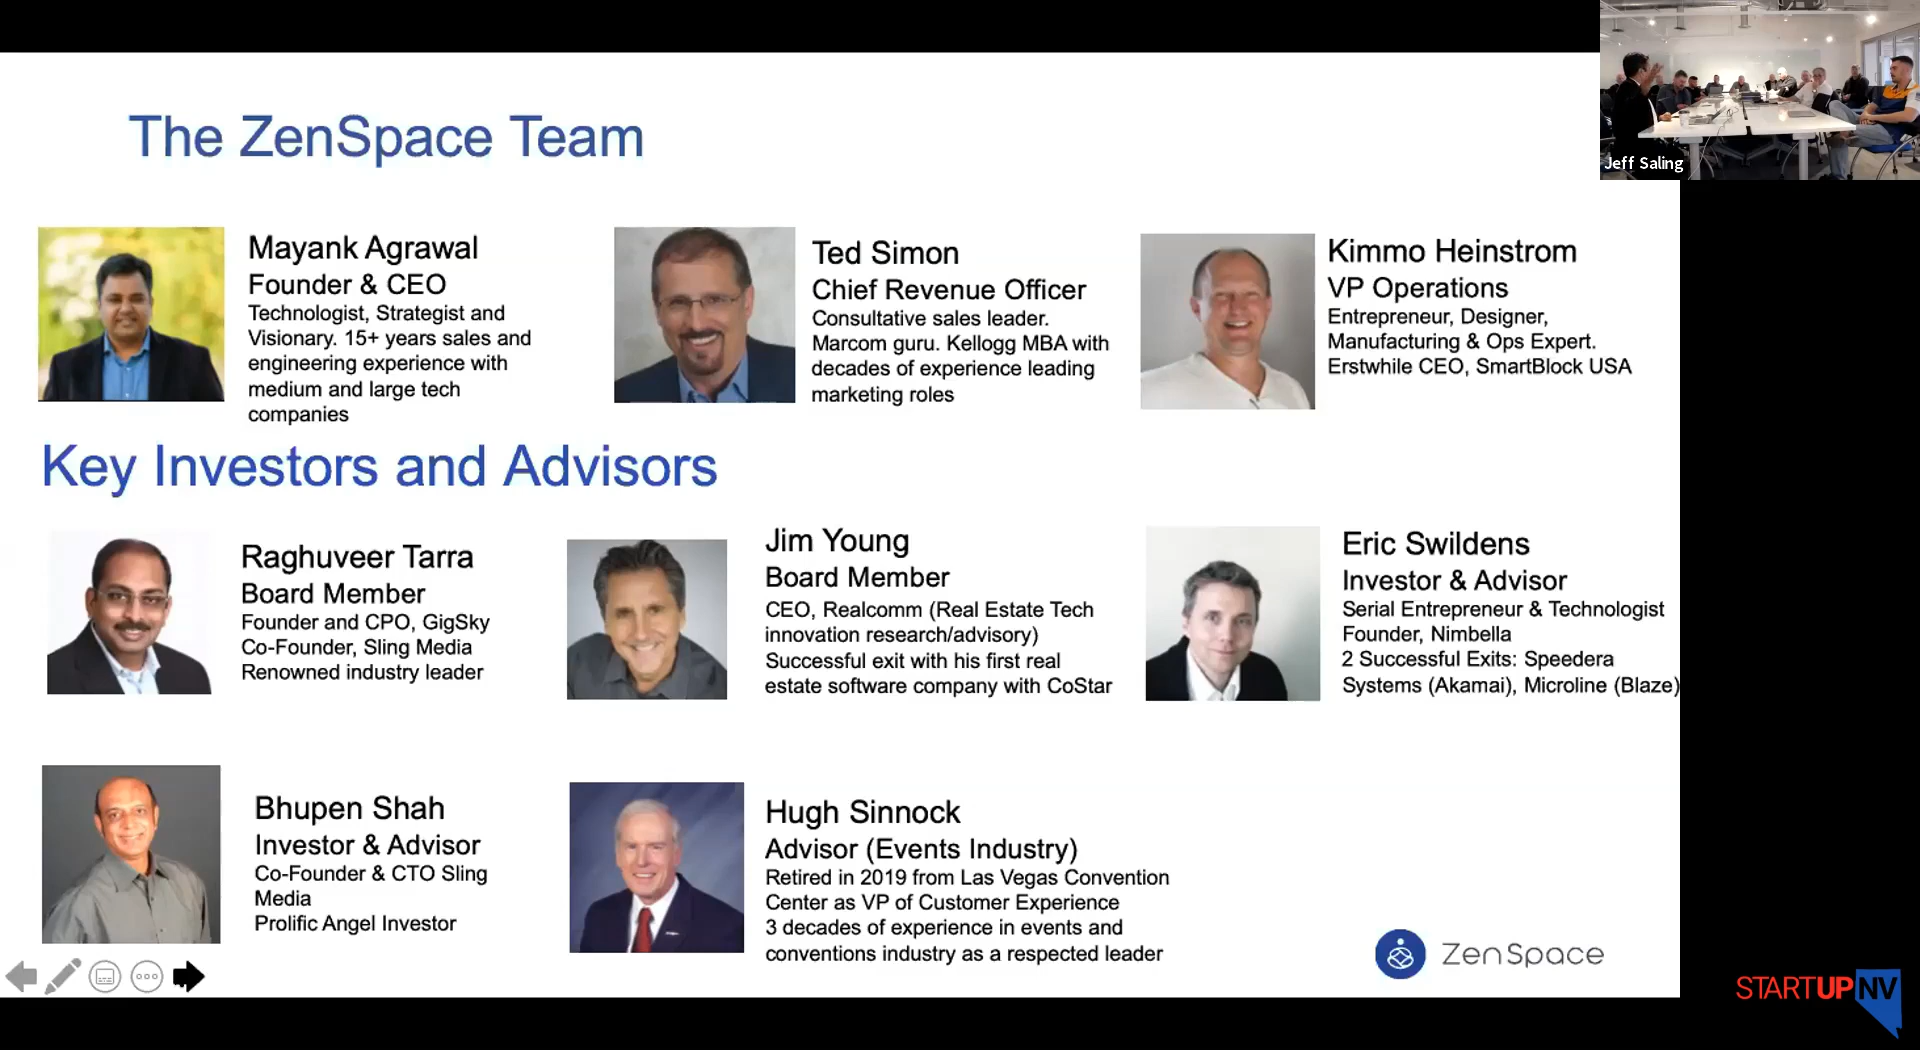 The ZenSpace Team
Jeff Saling
Mayank Agrawal
Founder & CEO
Technologist, Strategist and
Visionary. 15+ years sales and
engineering experience with
medium and large tech
companies
Ted Simon
Chief Revenue Officer
Consultative sales leader.
Marcom guru. Kellogg MBA with
decades of experience leading
marketing roles
Kimmo Heinstrom
VP Operations
Entrepreneur, Designer,
Manufacturing & Ops Expert.
Erstwhile CEO, SmartBlock USA
Key Investors and Advisors
Raghuveer Tarra
Board Member
Founder and CPO, GigSky
Co-Founder, Sling Media
Renowned industry leader
Jim Young
Board Member
CEO, Realcomm (Real Estate Tech
innovation research/advisory)
Successful exit with his first real
estate software company with CoStar
Eric Swildens
Investor & Advisor
Serial Entrepreneur & Technologist
Founder, Nimbella
2 Successful Exits: Speedera
Systems (Akamai), Microline (Blaze)
Bhupen Shah
Investor & Advisor
Co-Founder & CTO Sling
Media
Prolific Angel Investor
Hugh Sinnock
Advisor (Events Industry)
Retired in 2019 from Las Vegas Convention
Center as VP of Customer Experience
3 decades of experience in events and
conventions industry as a respected leader
ZenSpace
STARTUPNV